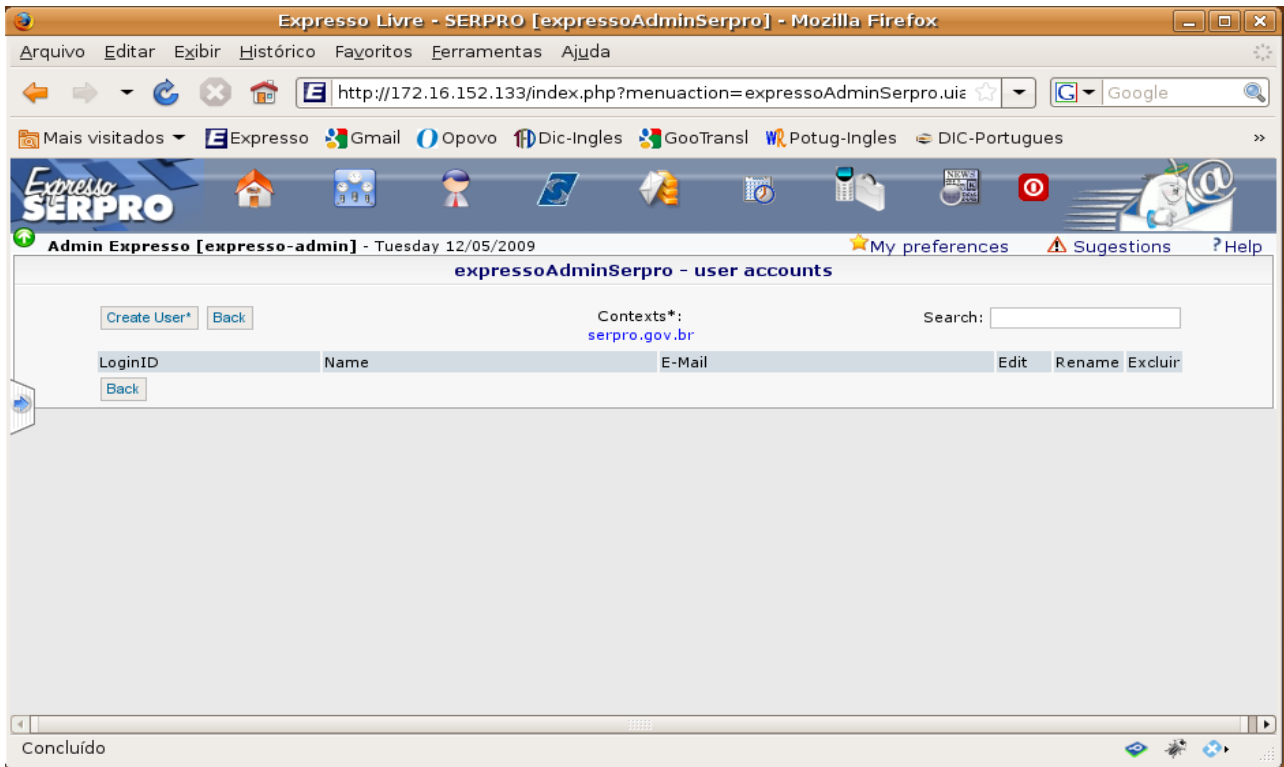 Expresso Livre - SERPRO [expressoAdminSerpro] - Mozilla Firefox
Arquivo Editar Exibir Histórico Favoritos Ferramentas Ajuda
http://172.16.152.133/index.php?menuaction=expressoAdminSerpro.uia
G Google
Mais visitados Expresso Gmail Opovo Dic-Ingles GooTransl Potug-Ingles DIC-Portugues »
Expresso
SERPRO
NEWS
@
Admin Expresso [expresso-admin] - Tuesday 12/05/2009 My preferences Sugestions ? Help
expressoAdminSerpro - user accounts
Create User* Back Contexts*: Search:
serpro.gov.br
LoginID Name E-Mail Edit Rename Excluir
Back
Concluído